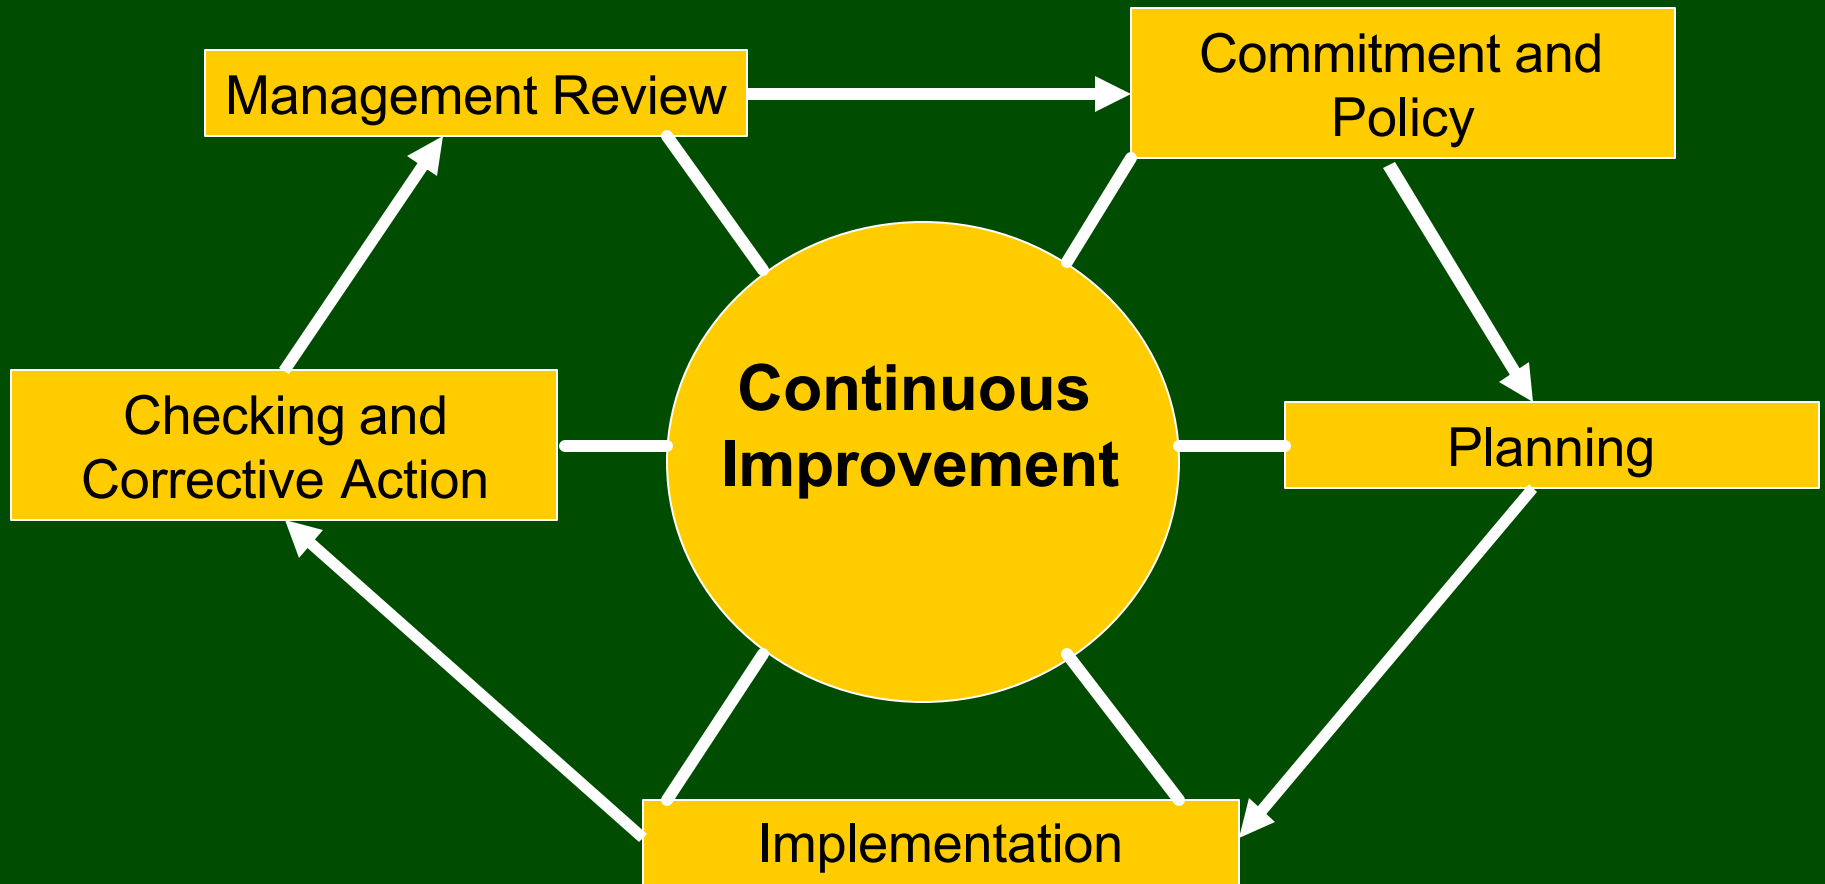 Management Review
Commitment and
Policy
Continuous
Improvement
Checking and
Corrective Action
Planning
Implementation